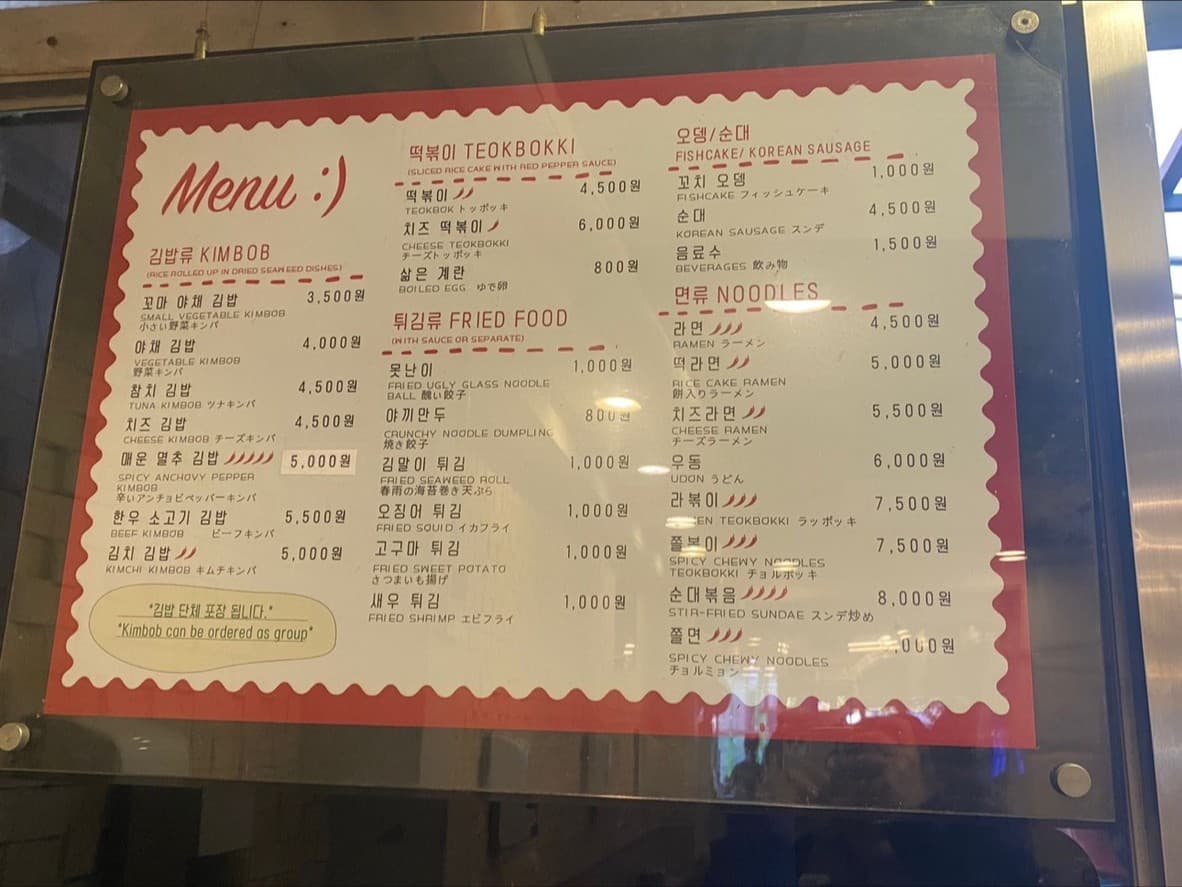 Menu :)
김밥류 KIMBOB
(RICE ROLLED UP IN DRIED SEAWEED DISHES)
꼬마 야채 김밥 3,500원
SMALL VEGETABLE KIMBOB
小さい野菜キンパ
야채 김밥 4,000원
VEGETABLE KIMBOB
野菜キンパ
참치 김밥 4,500원
TUNA KIMBOB ツナキンパ
치즈 김밥 4,500원
CHEESE KIMBOB チーズキンパ
매운 멸추 김밥 5,000원
SPICY ANCHOVY PEPPER
KIMBOB
辛いアンチョビペッパーキンパ
한우 소고기 김밥 5,500원
BEEF KIMBOB ビーフキンパ
김치 김밥 5,000원
KIMCHI KIMBOB キムチキンパ
*김밥 단체 포장 됩니다.*
*Kimbob can be ordered as group*
떡볶이 TEOKBOKKI
(SLICED RICE CAKE WITH RED PEPPER SAUCE)
떡볶이 4,500원
TEOKBOK トッポッキ
치즈 떡볶이 6,000원
CHEESE TEOKBOKKI
チーズトッポッキ
삶은 계란 800원
BOILED EGG ゆで卵
튀김류 FRIED FOOD
(WITH SAUCE OR SEPARATE)
못난이 1,000원
FRIED UGLY GLASS NOODLE
BALL 醜い餃子
야끼만두 800원
CRUNCHY NOODLE DUMPLING
焼き餃子
김말이 튀김 1,000원
FRIED SEAWEED ROLL
春雨の海苔巻き天ぷら
오징어 튀김 1,000원
FRIED SQUID イカフライ
고구마 튀김 1,000원
FRIED SWEET POTATO
さつまいも揚げ
새우 튀김 1,000원
FRIED SHRIMP エビフライ
오뎅/순대
FISHCAKE/ KOREAN SAUSAGE
꼬치 오뎅 1,000원
FISHCAKE フィッシュケーキ
순대 4,500원
KOREAN SAUSAGE スンデ
음료수 1,500원
BEVERAGES 飲み物
면류 NOODLES
라면 4,500원
RAMEN ラーメン
떡라면 5,000원
RICE CAKE RAMEN
餅入りラーメン
치즈라면 5,500원
CHEESE RAMEN
チーズラーメン
우동 6,000원
UDON うどん
라볶이 7,500원
TEOKBOKKI ラッポッキ
쫄볶이 7,500원
SPICY CHEWY NOODLES
TEOKBOKKI チョルポッキ
순대볶음 8,000원
STIR-FRIED SUNDAE スンデ炒め
쫄면
SPICY CHEWY NOODLES
チョルミョン